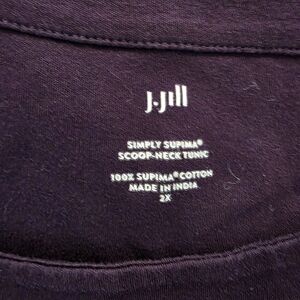 J.Jill
SIMPLY SUPIMA®
SCOOP-NECK TUNIC
100% SUPIMA® COTTON
MADE IN INDIA
2X